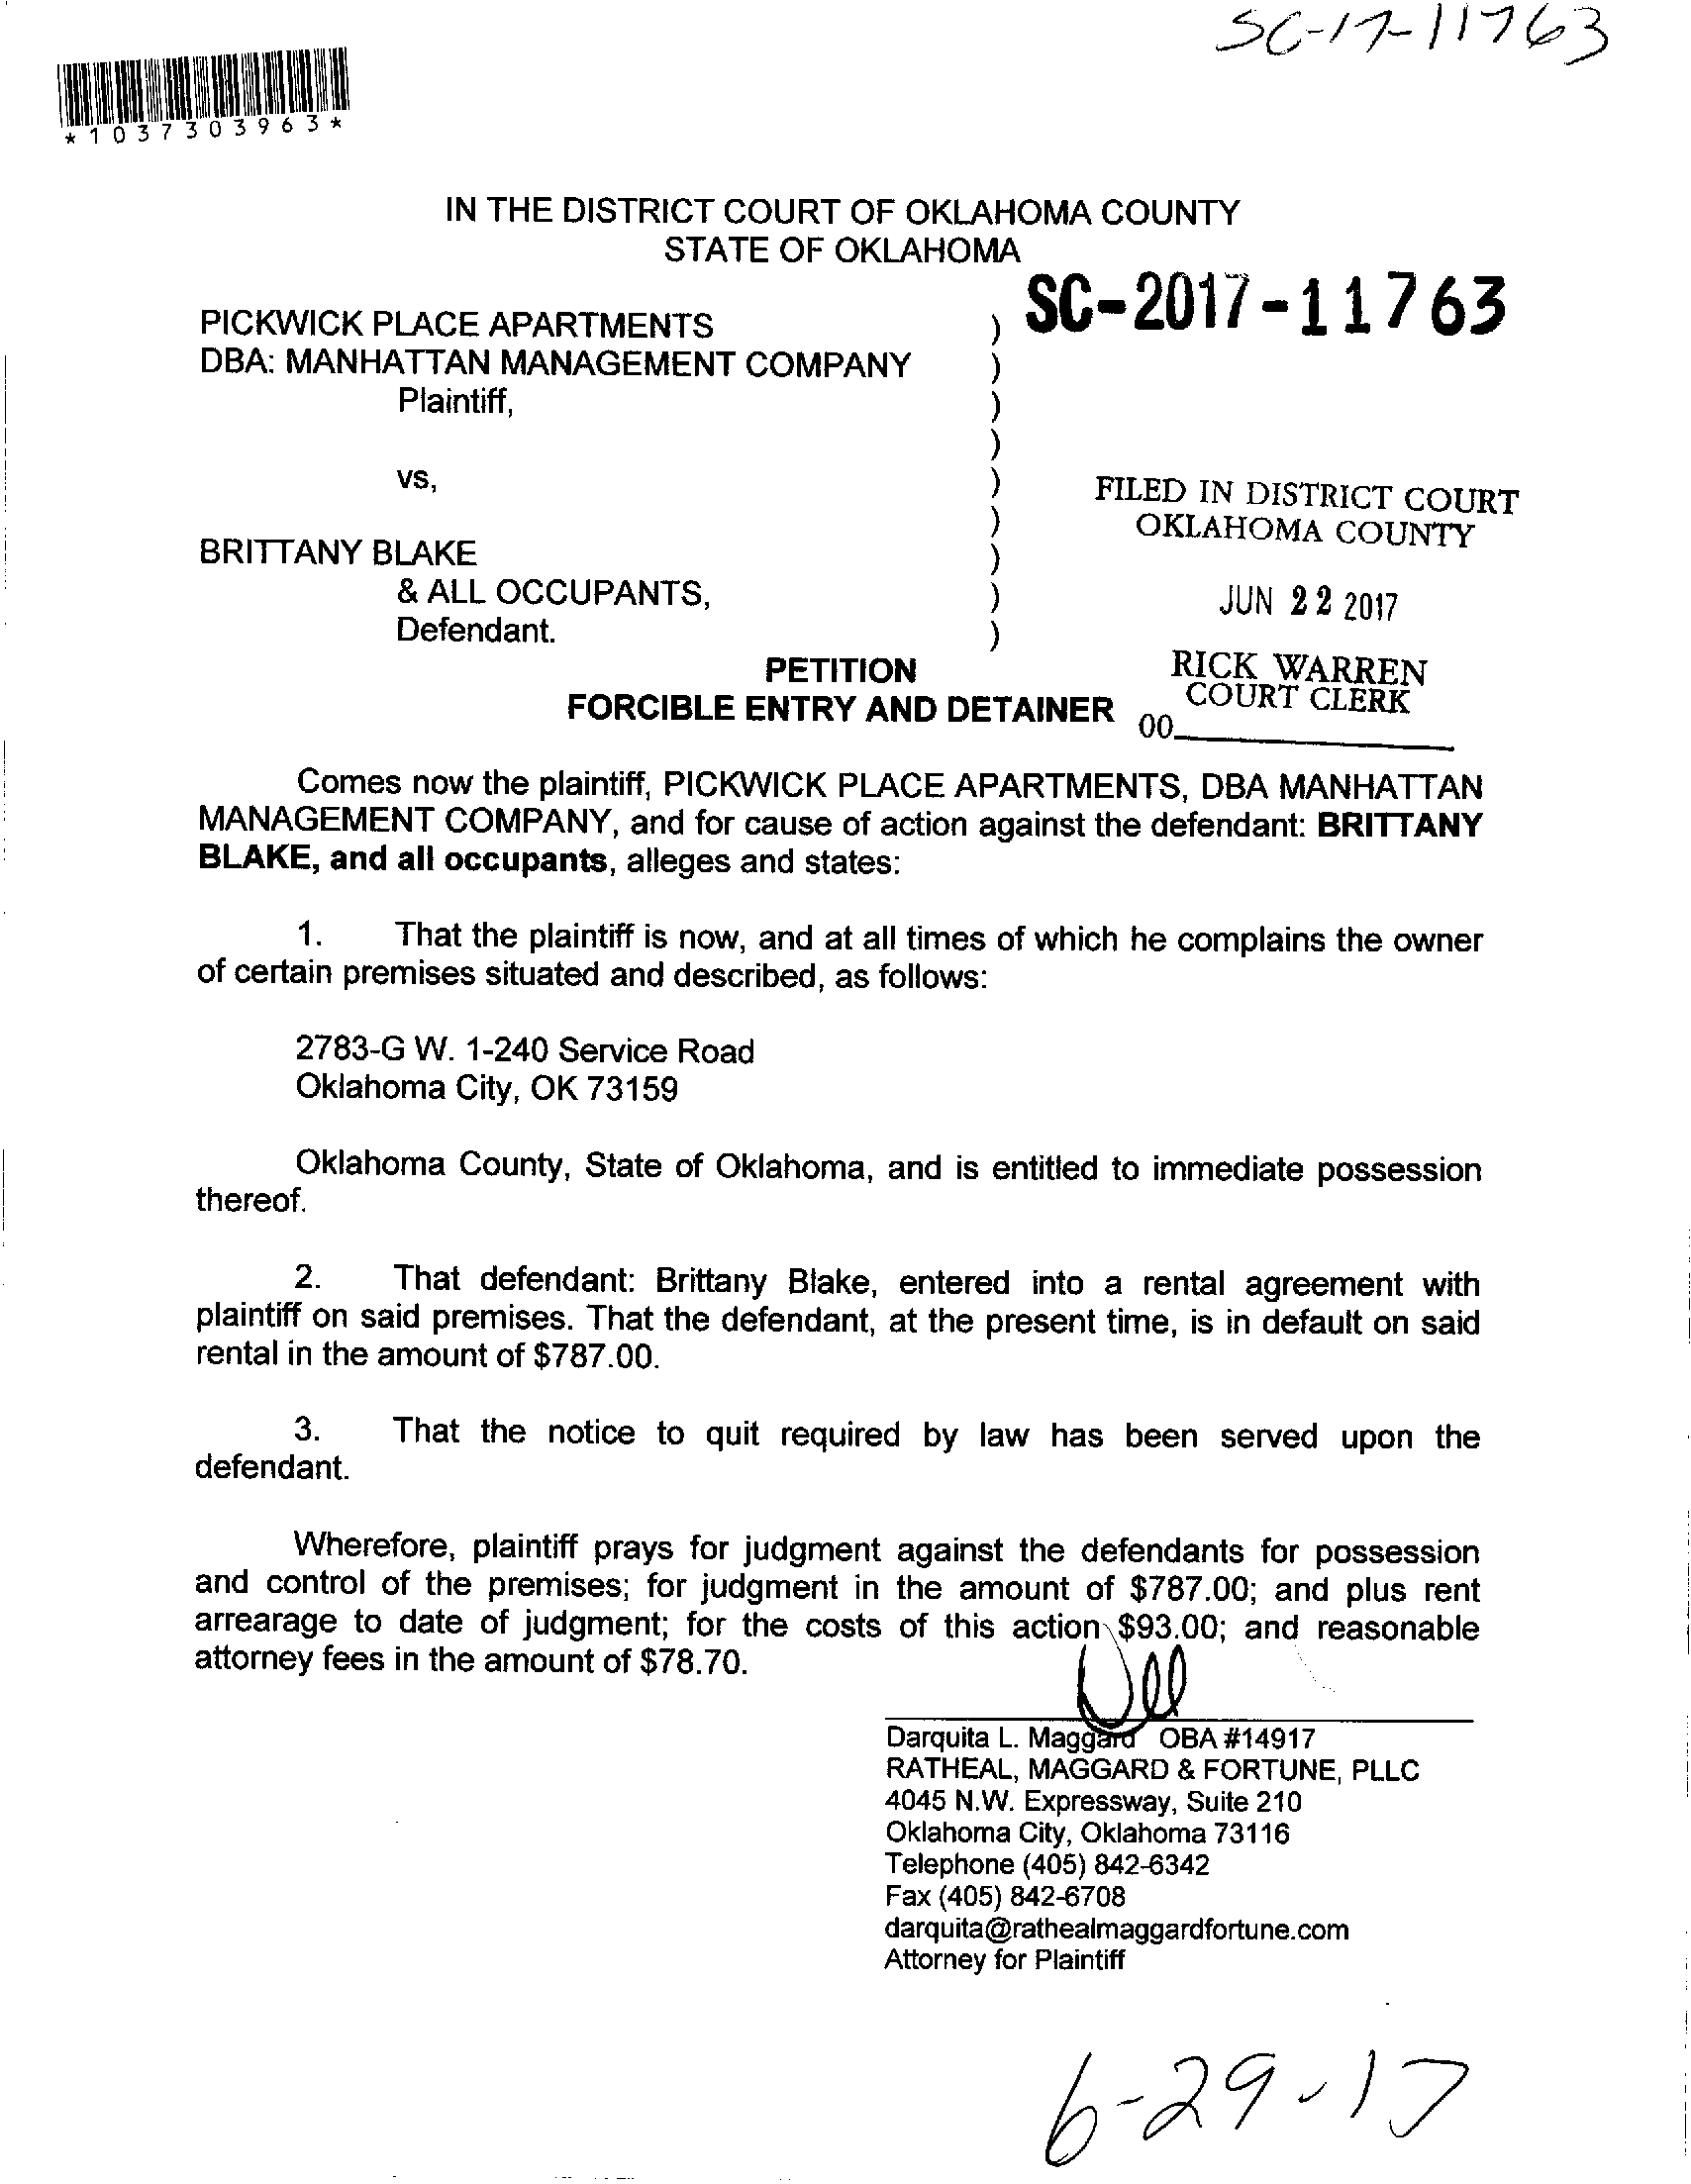 SC-17-11763
*1037303963*
IN THE DISTRICT COURT OF OKLAHOMA COUNTY
STATE OF OKLAHOMA
SC-2017-11763
PICKWICK PLACE APARTMENTS )
DBA: MANHATTAN MANAGEMENT COMPANY )
Plaintiff, )
)
vs, )
FILED IN DISTRICT COURT
OKLAHOMA COUNTY
)
BRITTANY BLAKE )
& ALL OCCUPANTS, )
JUN 22 2017
Defendant. )
PETITION
RICK WARREN
COURT CLERK
FORCIBLE ENTRY AND DETAINER
00
Comes now the plaintiff, PICKWICK PLACE APARTMENTS, DBA MANHATTAN
MANAGEMENT COMPANY, and for cause of action against the defendant: BRITTANY
BLAKE, and all occupants, alleges and states:
1. That the plaintiff is now, and at all times of which he complains the owner
of certain premises situated and described, as follows:
2783-G W. 1-240 Service Road
Oklahoma City, OK 73159
Oklahoma County, State of Oklahoma, and is entitled to immediate possession
thereof.
2. That defendant: Brittany Blake, entered into a rental agreement with
plaintiff on said premises. That the defendant, at the present time, is in default on said
rental in the amount of $787.00.
3. That the notice to quit required by law has been served upon the
defendant.
Wherefore, plaintiff prays for judgment against the defendants for possession
and control of the premises; for judgment in the amount of $787.00; and plus rent
arrearage to date of judgment; for the costs of this action $93.00; and reasonable
attorney fees in the amount of $78.70.
Darquita L. Maggard OBA #14917
RATHEAL, MAGGARD & FORTUNE, PLLC
4045 N.W. Expressway, Suite 210
Oklahoma City, Oklahoma 73116
Telephone (405) 842-6342
Fax (405) 842-6708
darquita@rathealmaggardfortune.com
Attorney for Plaintiff
6-29-17